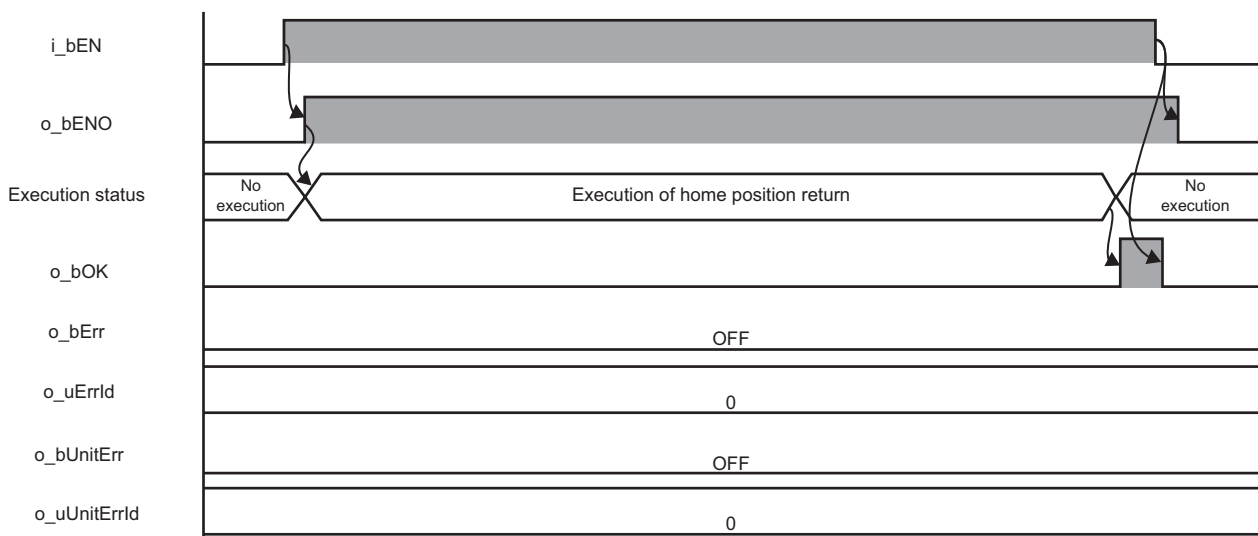 i_bEN
o_bENO
Execution status
No
execution
Execution of home position return
No
execution
o_bOK
o_bErr
OFF
o_uErrId
0
o_bUnitErr
OFF
o_uUnitErrId
0